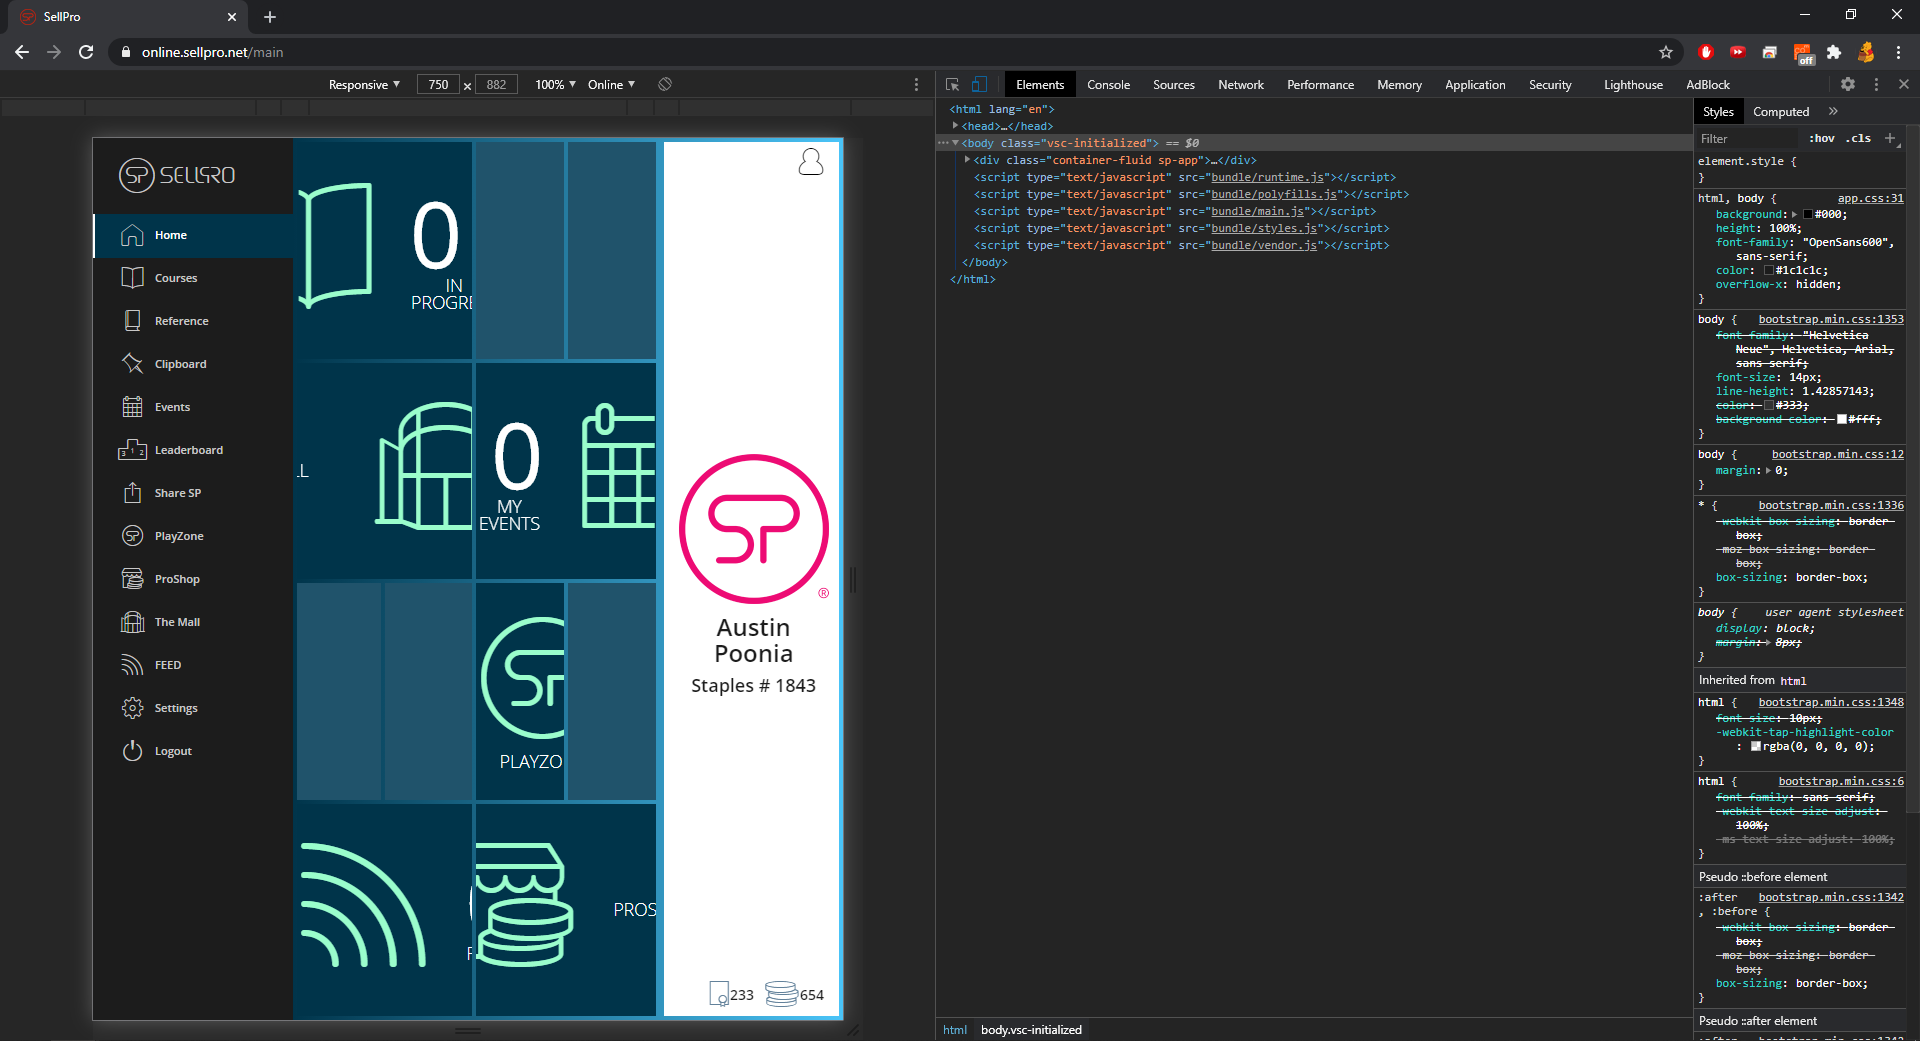 SellPro
online.sellpro.net/main
off
Responsive 750 x 882 100% Online
Elements Console Sources Network Performance Memory Application Security Lighthouse AdBlock
SELLPRO
Home
Courses
Reference
Clipboard
Events
Leaderboard
3 1 2
Share SP
PlayZone
ProShop
The Mall
FEED
Settings
Logout
0
IN
PROGRE
LL
0
MY
EVENTS
SP
PLAYZO
F
PROS
SP
®
Austin
Poonia
Staples # 1843
233 654
<html lang="en">
<head>…</head>
<body class="vsc-initialized"> == $0
<div class="container-fluid sp-app">…</div>
<script type="text/javascript" src="bundle/runtime.js"></script>
<script type="text/javascript" src="bundle/polyfills.js"></script>
<script type="text/javascript" src="bundle/main.js"></script>
<script type="text/javascript" src="bundle/styles.js"></script>
<script type="text/javascript" src="bundle/vendor.js"></script>
</body>
</html>
html body.vsc-initialized
Styles Computed »
Filter :hov .cls +
element.style {
}
html, body { app.css:31
background: #000;
height: 100%;
font-family: "OpenSans600",
sans-serif;
color: #1c1c1c;
overflow-x: hidden;
}
body { bootstrap.min.css:1353
font-family: "Helvetica
Neue", Helvetica, Arial,
sans-serif;
font-size: 14px;
line-height: 1.42857143;
color: #333;
background-color: #fff;
}
body { bootstrap.min.css:12
margin: 0;
}
* { bootstrap.min.css:1336
-webkit-box-sizing: border-
box;
-moz-box-sizing: border-
box;
box-sizing: border-box;
}
body { user agent stylesheet
display: block;
margin: 8px;
}
Inherited from html
html { bootstrap.min.css:1348
font-size: 10px;
-webkit-tap-highlight-color
: rgba(0, 0, 0, 0);
}
html { bootstrap.min.css:6
font-family: sans-serif;
-webkit-text-size-adjust:
100%;
-ms-text-size-adjust: 100%;
}
Pseudo ::before element
:after bootstrap.min.css:1342
, :before {
-webkit-box-sizing: border-
box;
-moz-box-sizing: border-
box;
box-sizing: border-box;
}
Pseudo ::after element
:after bootstrap.min.css:1342